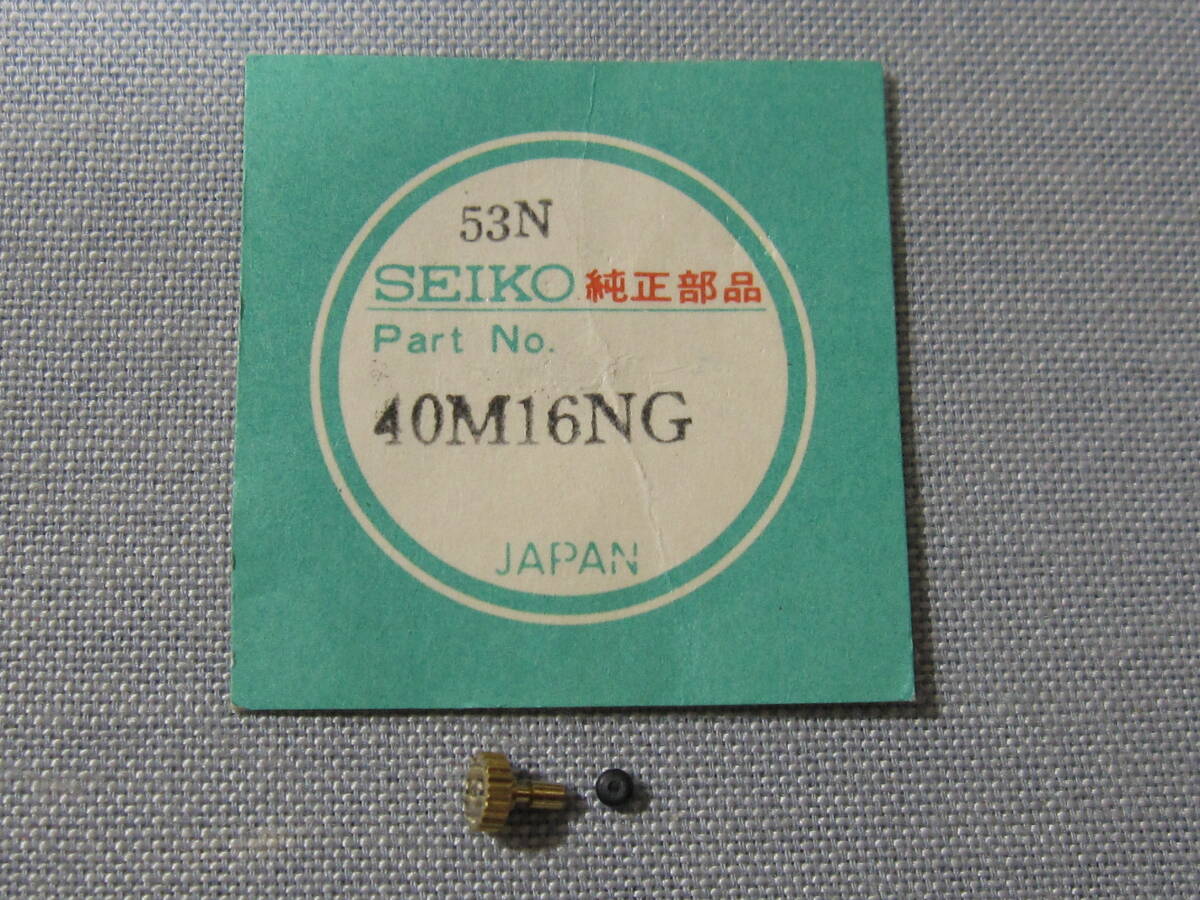 53N
SEIKO 純正部品
Part No.
40M16NG
JAPAN